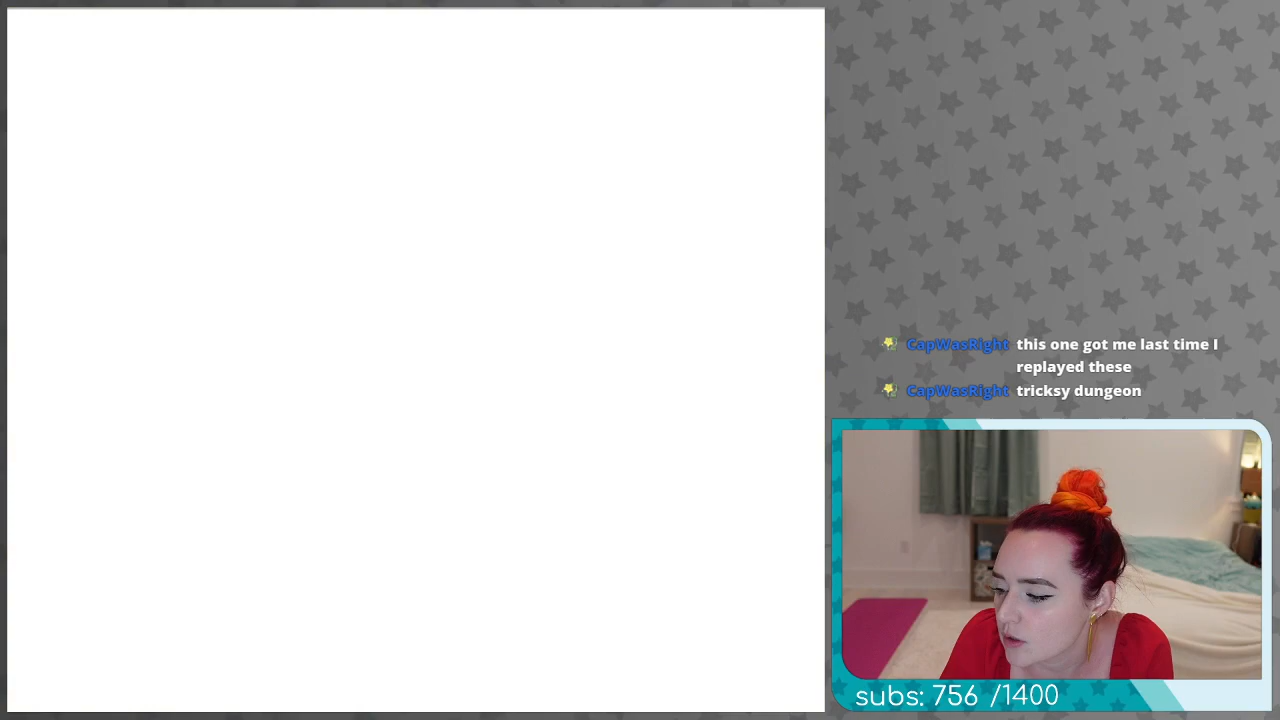 CapWasRight this one got me last time I
replayed these
CapWasRight tricksy dungeon
subs: 756 /1400